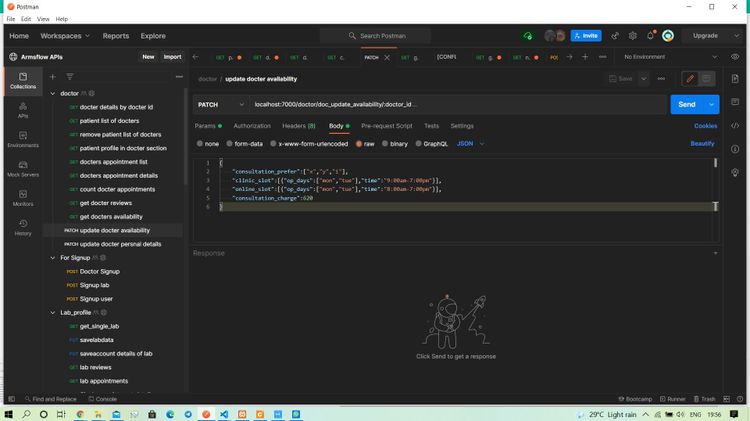 Postman
File Edit View Help
Home Workspaces Reports Explore Search Postman Invite Upgrade
Armsflow APIs New Import GET p. GET d. GET d. GET c. PATCH GET g. [CONFL GET g. GET n. POS No Environment
doctor / update docter availability Save
PATCH localhost:7000/doctor/doc_update_availability/:doctor_id... Send
Params Authorization Headers (8) Body Pre-request Script Tests Settings Cookies
none form-data x-www-form-urlencoded raw binary GraphQL JSON Beautify
1 {
2 "consultation_prefer":["x","y","i"],
3 "clinic_slot":[{"op_days":["mon","tue"],"time":"9:00am-7:00pm"}],
4 "online_slot":[{"op_days":["mon","tue"],"time":"8:00am-7:00pm"}],
5 "consultation_charge":620
6 }
Response
Click Send to get a response
Collections
APIs
Environments
Mock Servers
Monitors
History
doctor
GET docter details by docter id
GET patient list of docters
GET remove patient list of docters
GET patient profile in docter section
GET docters appointment list
GET docters appointment details
GET count docter appointments
GET get docter reviews
GET get docters availability
PATCH update docter availability
PATCH update docter persnal details
For Signup
POST Doctor Signup
POST Signup lab
POST Signup user
Lab_profile
GET get_single_lab
PUT savelabdata
PUT saveaccount details of lab
GET lab reviews
GET lab appointments
Find and Replace Console Bootcamp Runner Trash
29°C Light rain ENG 19:36